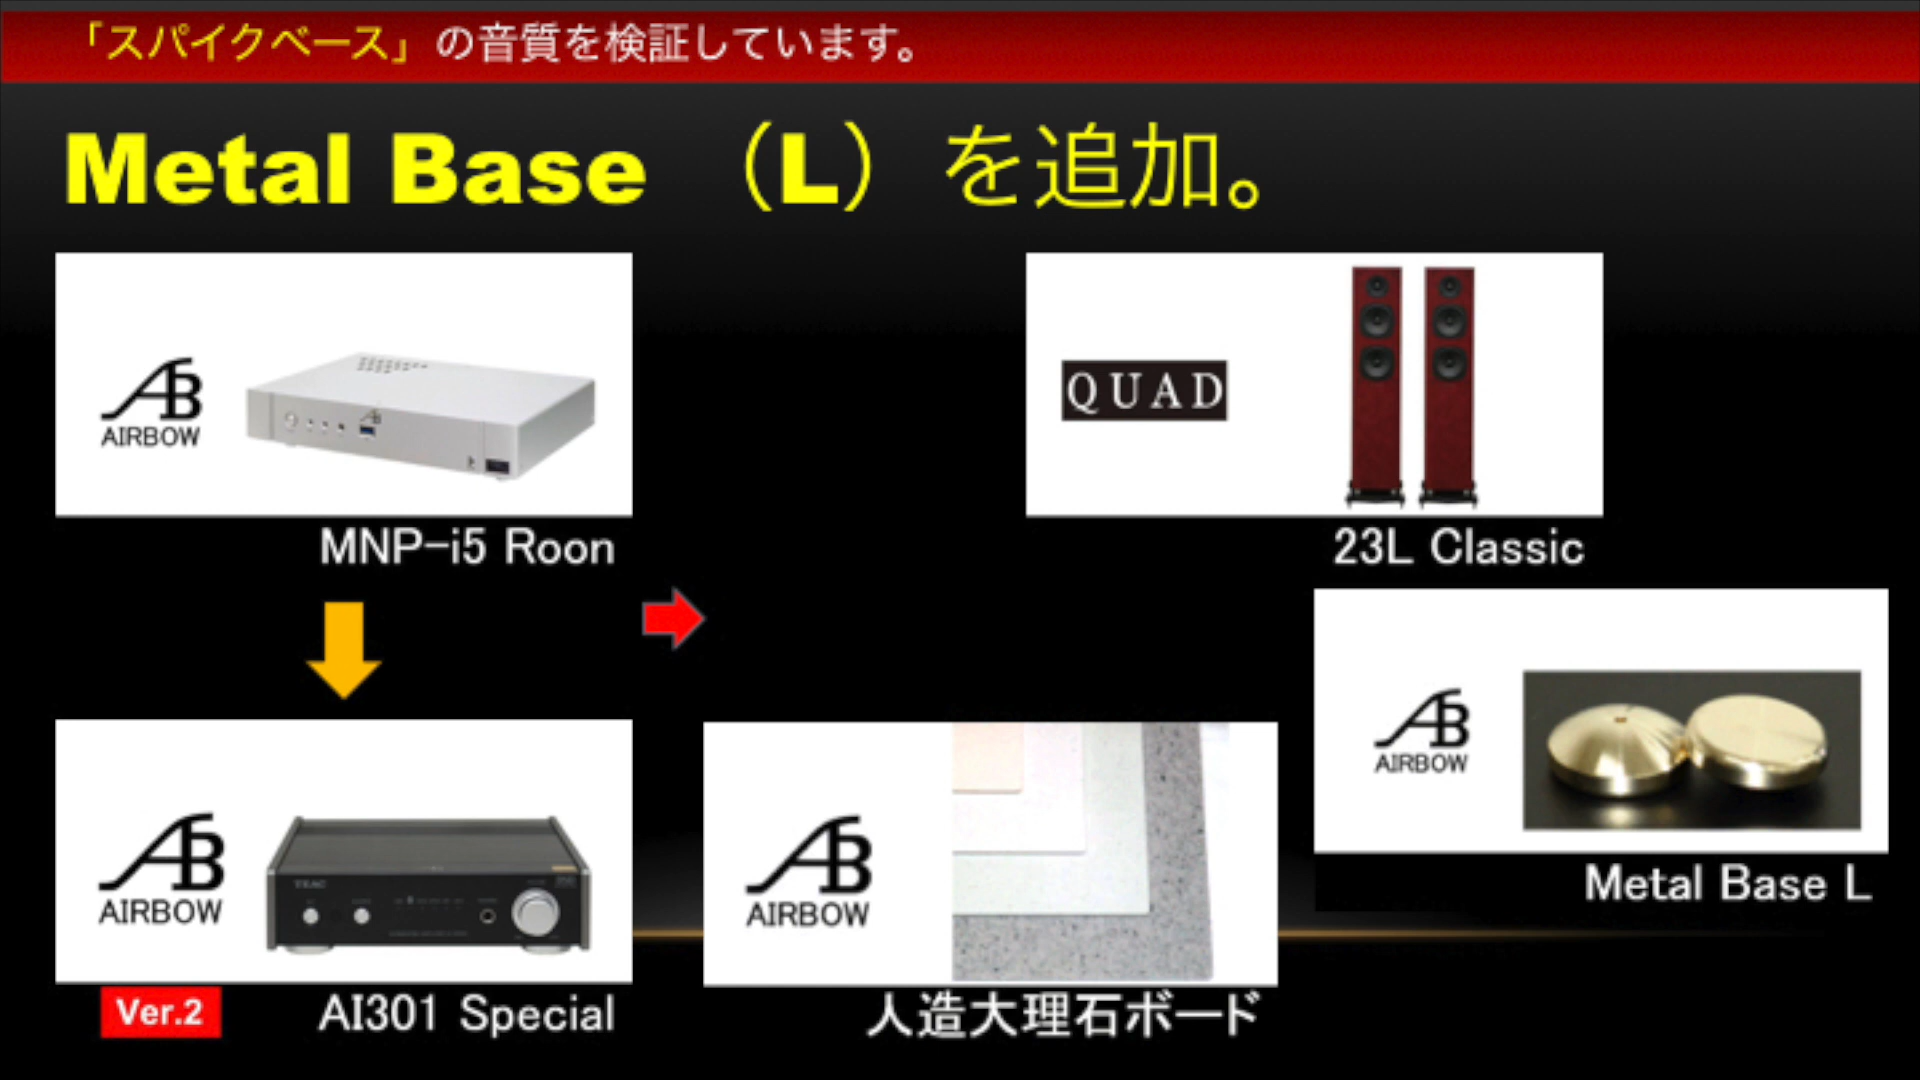 「スパイクベース」の音質を検証しています。
Metal Base （L）を追加。
AIRBOW
MNP-i5 Roon
QUAD
23L Classic
AIRBOW
Metal Base L
AIRBOW
TEAC
Ver.2
AI301 Special
AIRBOW
人造大理石ボード